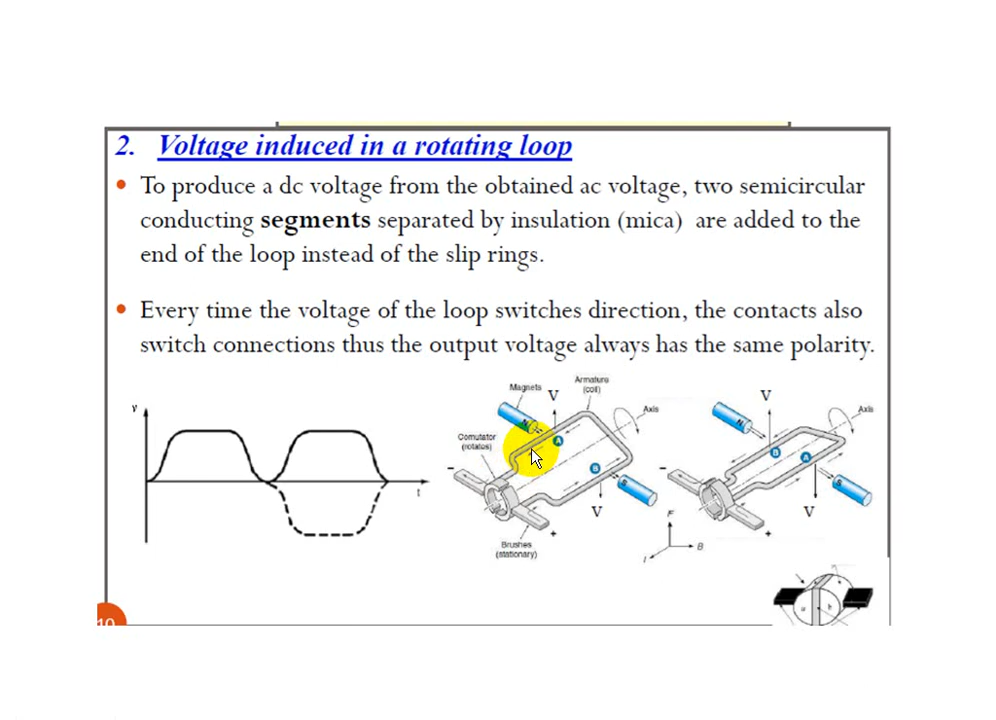 2. Voltage induced in a rotating loop
• To produce a dc voltage from the obtained ac voltage, two semicircular
conducting segments separated by insulation (mica) are added to the
end of the loop instead of the slip rings.
• Every time the voltage of the loop switches direction, the contacts also
switch connections thus the output voltage always has the same polarity.
v
t
Magnets
V
Armature
(coil)
Axis
Comutator
(rotates)
N
A
B
S
-
+
V
Brushes
(stationary)
V
Axis
B
A
-
+
V
F
B
I
a
b
10